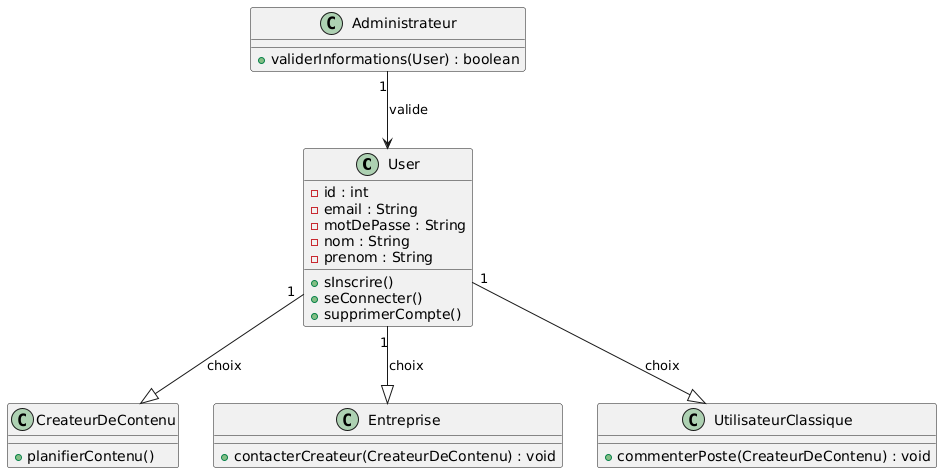 C Administrateur
validerInformations(User) : boolean
1
valide
C User
id : int
email : String
motDePasse : String
nom : String
prenom : String
sInscrire()
seConnecter()
supprimerCompte()
1
1
1
choix
choix
choix
C CreateurDeContenu
planifierContenu()
C Entreprise
contacterCreateur(CreateurDeContenu) : void
C UtilisateurClassique
commenterPoste(CreateurDeContenu) : void